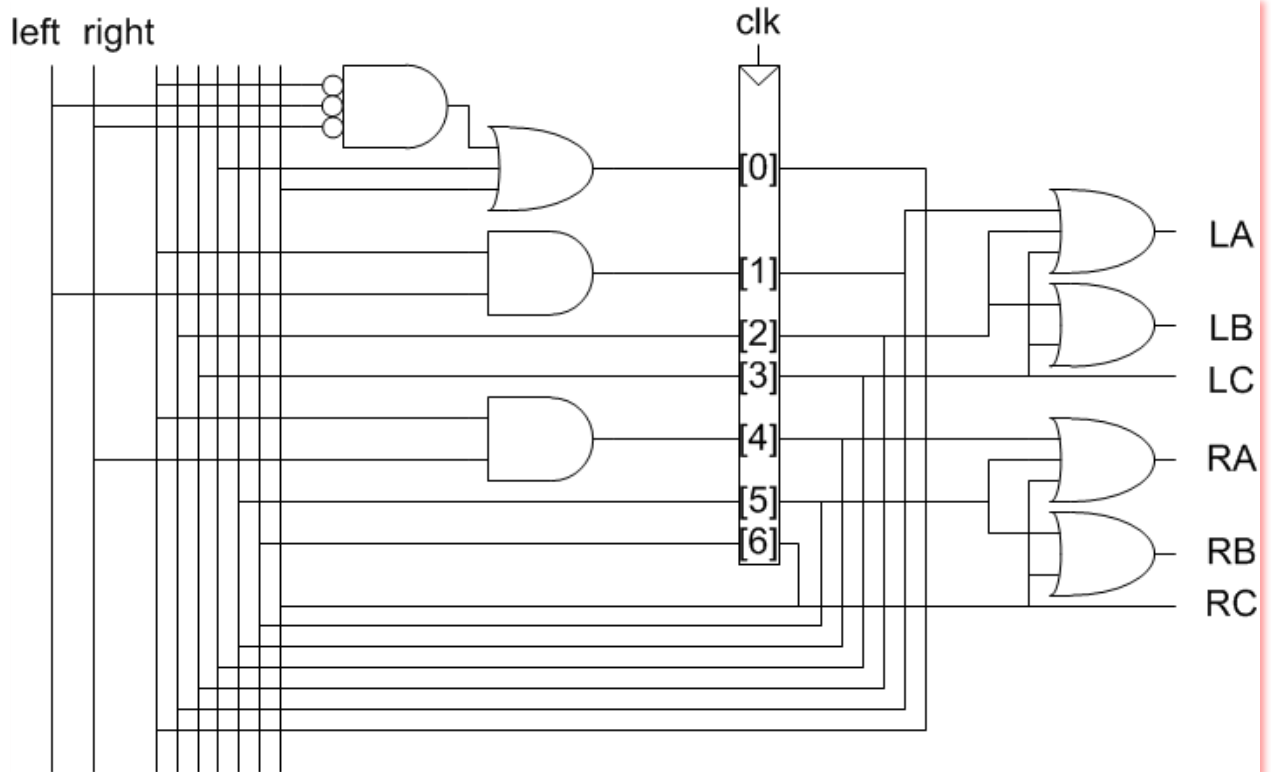 left right
clk
[0]
[1]
[2]
[3]
[4]
[5]
[6]
LA
LB
LC
RA
RB
RC